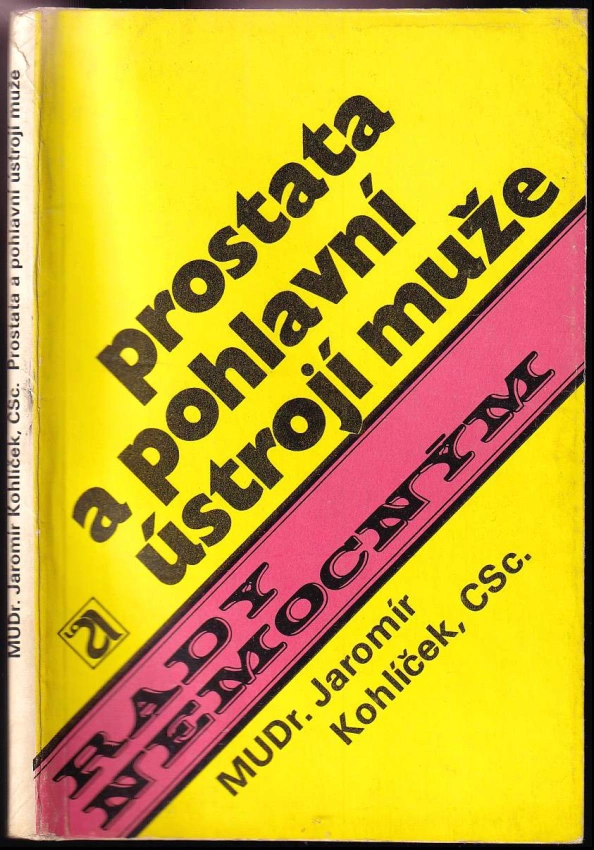 MUDr. Jaromír Kohlíček, CSc. Prostata a pohlavní ústrojí muže
prostata
a pohlavní
ústrojí muže
RADY
NEMOCNÝM
MUDr. Jaromír
Kohlíček, CSc.